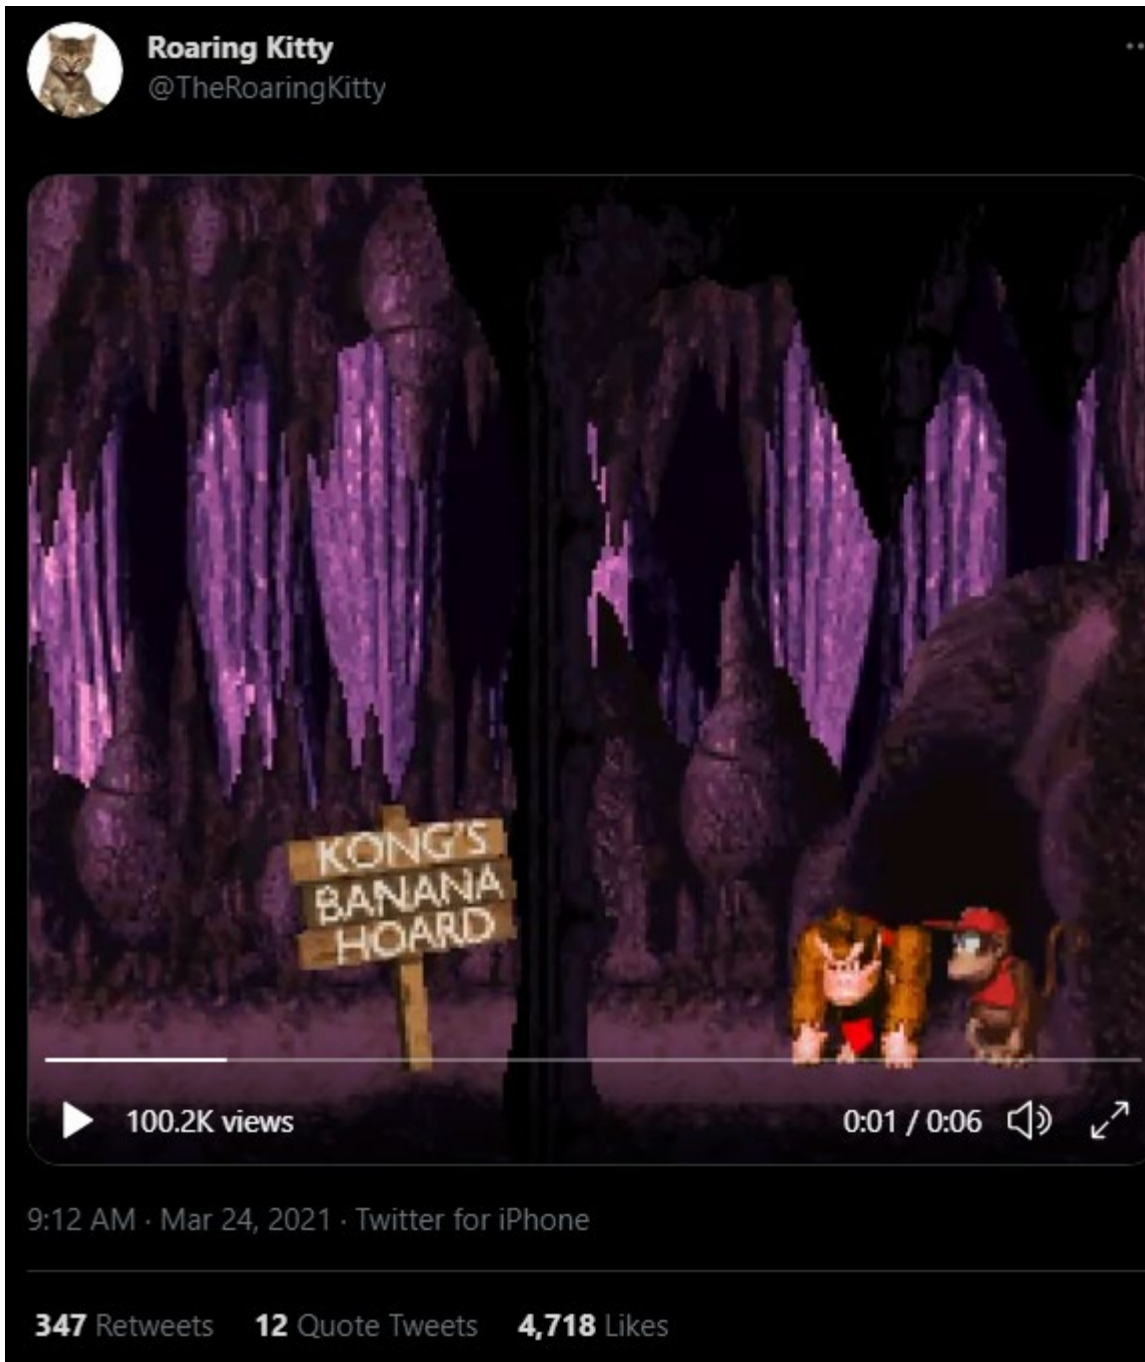 Roaring Kitty
@TheRoaringKitty
KONG'S
BANANA
HOARD
100.2K views
0:01 / 0:06
9:12 AM · Mar 24, 2021 · Twitter for iPhone
347 Retweets 12 Quote Tweets 4,718 Likes